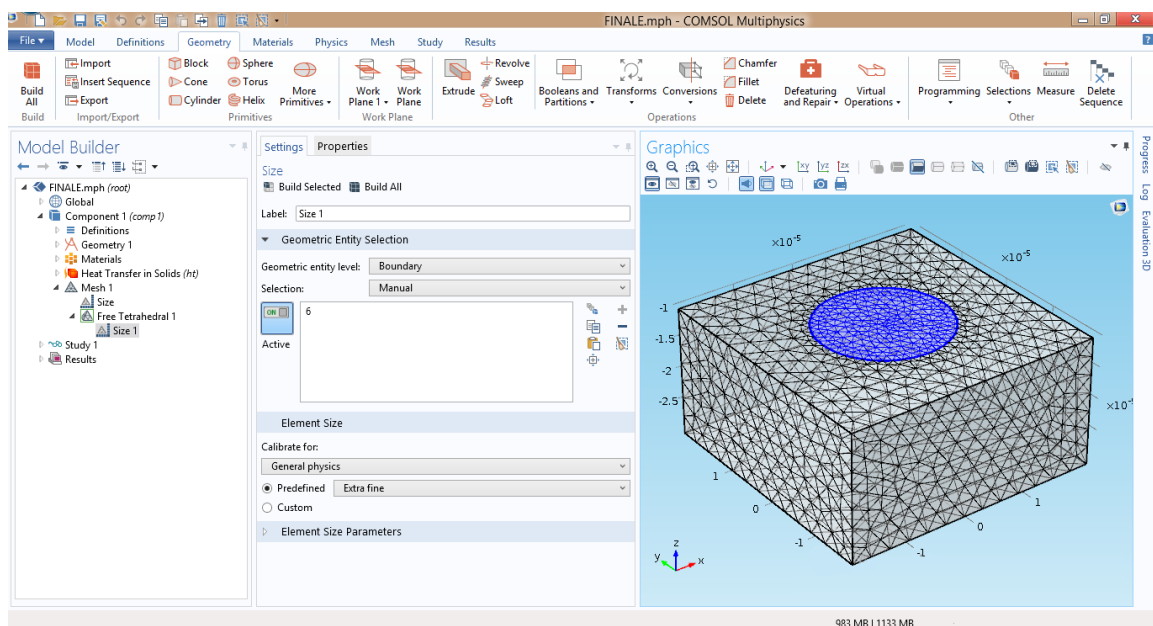 FINALE.mph - COMSOL Multiphysics
File Model Definitions Geometry Materials Physics Mesh Study Results
Import Block Sphere Revolve Chamfer
Insert Sequence Cone Torus Sweep Fillet
Export Cylinder Helix Loft Delete
Build All
More Primitives
Work Plane 1
Work Plane
Extrude
Booleans and Partitions
Transforms
Conversions
Defeaturing and Repair
Virtual Operations
Programming
Selections
Measure
Delete Sequence
Build Import/Export Primitives Work Plane Operations Other
Model Builder
FINALE.mph (root)
Global
Component 1 (comp1)
Definitions
Geometry 1
Materials
Heat Transfer in Solids (ht)
Mesh 1
Size
Free Tetrahedral 1
Size 1
Study 1
Results
Settings Properties
Size
Build Selected Build All
Label: Size 1
Geometric Entity Selection
Geometric entity level: Boundary
Selection: Manual
ON
6
Active
Element Size
Calibrate for:
General physics
Predefined Extra fine
Custom
Element Size Parameters
Graphics
xy yz zx
×10-5
×10-5
-1
-1.5
-2
-2.5
×10-
1
0
-1
1
0
-1
z
y
x
Progress Log Evaluation 3D
983 MB | 1133 MB